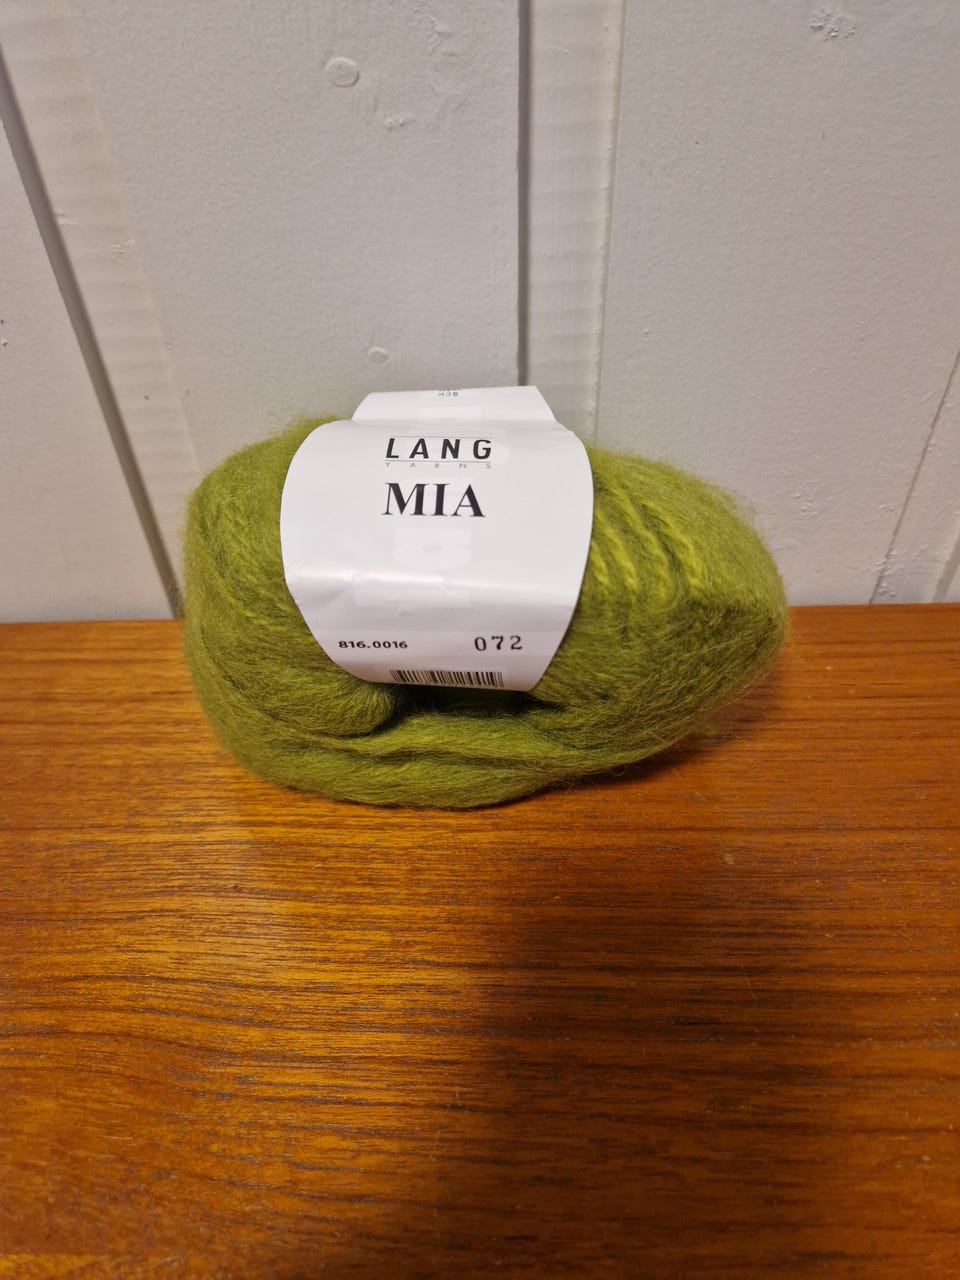 LANG
YARNS
MIA
816.0016 072